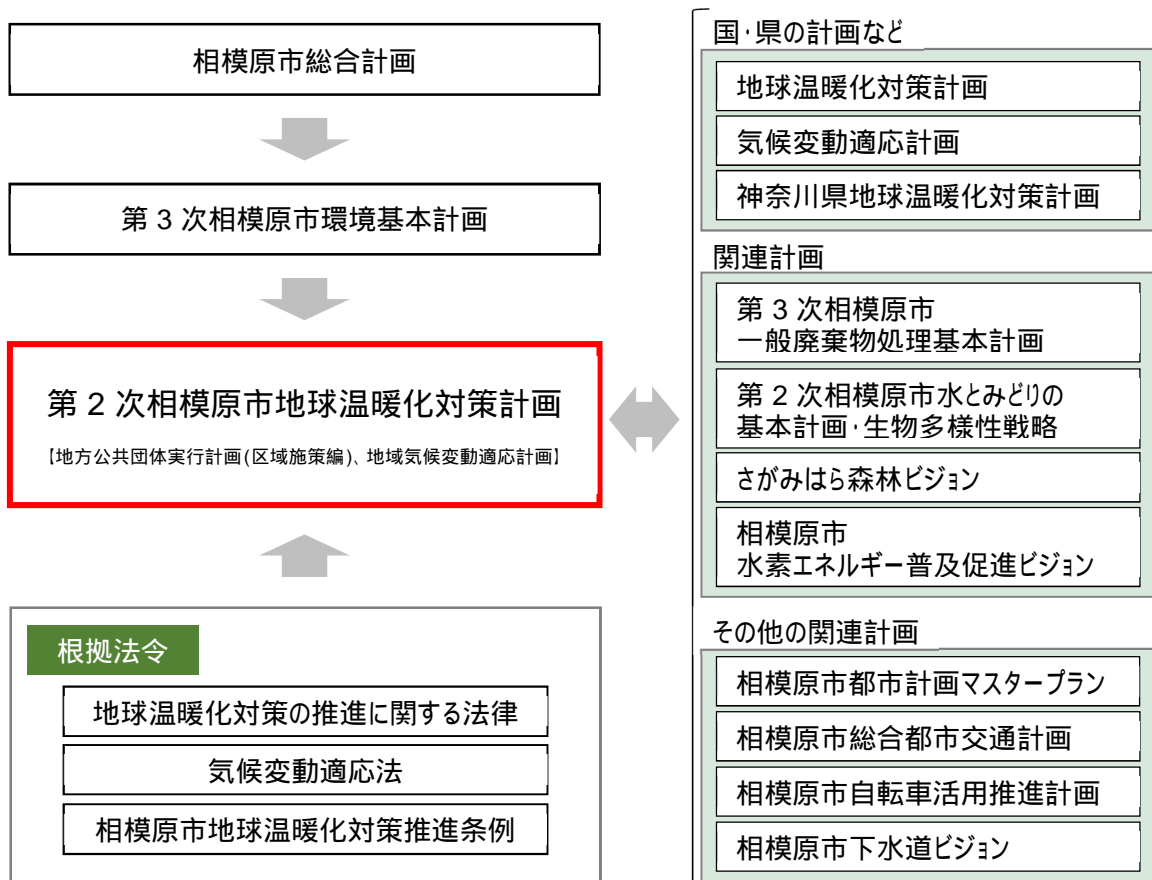 相模原市総合計画
第 3 次相模原市環境基本計画
第 2 次相模原市地球温暖化対策計画
【地方公共団体実行計画(区域施策編)、地域気候変動適応計画】
根拠法令
地球温暖化対策の推進に関する法律
気候変動適応法
相模原市地球温暖化対策推進条例
国・県の計画など
地球温暖化対策計画
気候変動適応計画
神奈川県地球温暖化対策計画
関連計画
第 3 次相模原市
一般廃棄物処理基本計画
第 2 次相模原市水とみどりの
基本計画・生物多様性戦略
さがみはら森林ビジョン
相模原市
水素エネルギー普及促進ビジョン
その他の関連計画
相模原市都市計画マスタープラン
相模原市総合都市交通計画
相模原市自転車活用推進計画
相模原市下水道ビジョン